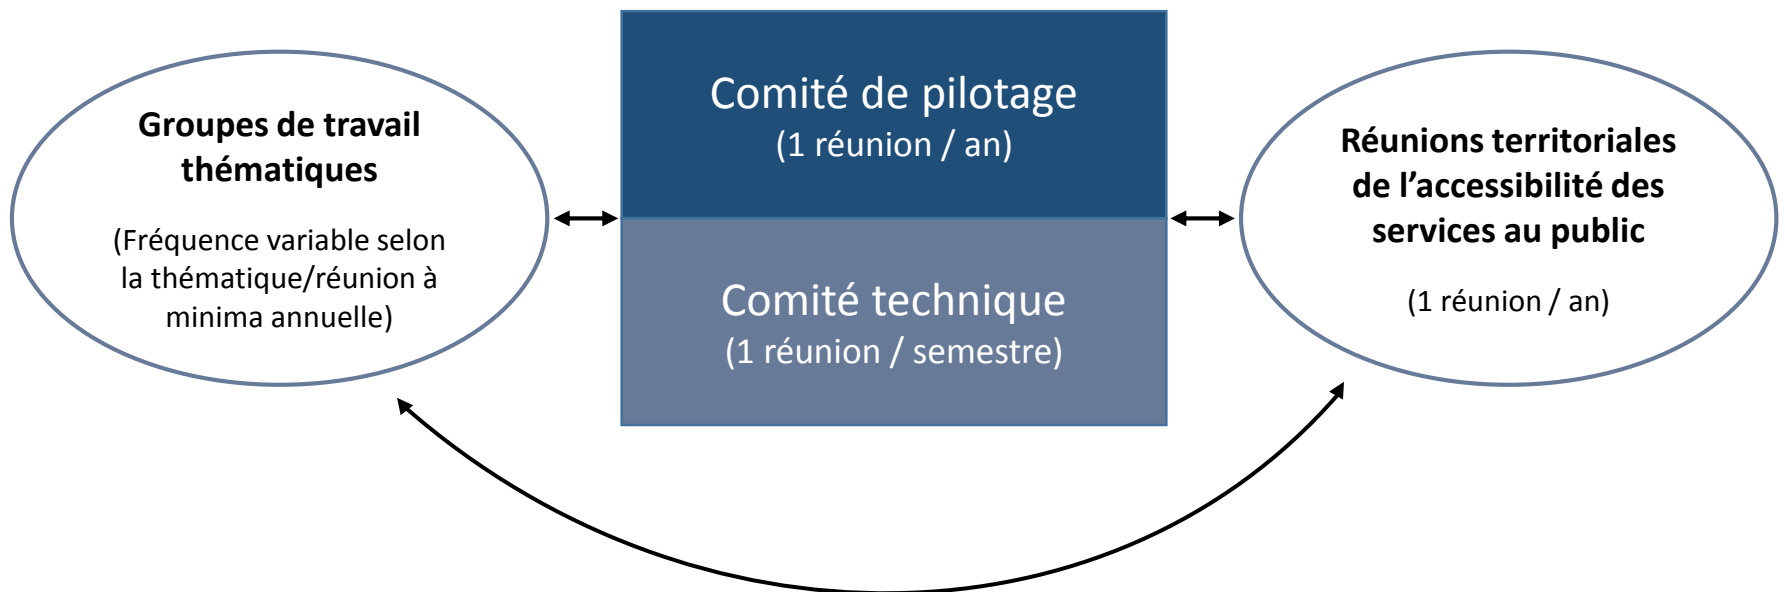 Groupes de travail
thématiques
(Fréquence variable selon
la thématique/réunion à
minima annuelle)
Comité de pilotage
(1 réunion / an)
Comité technique
(1 réunion / semestre)
Réunions territoriales
de l’accessibilité des
services au public
(1 réunion / an)